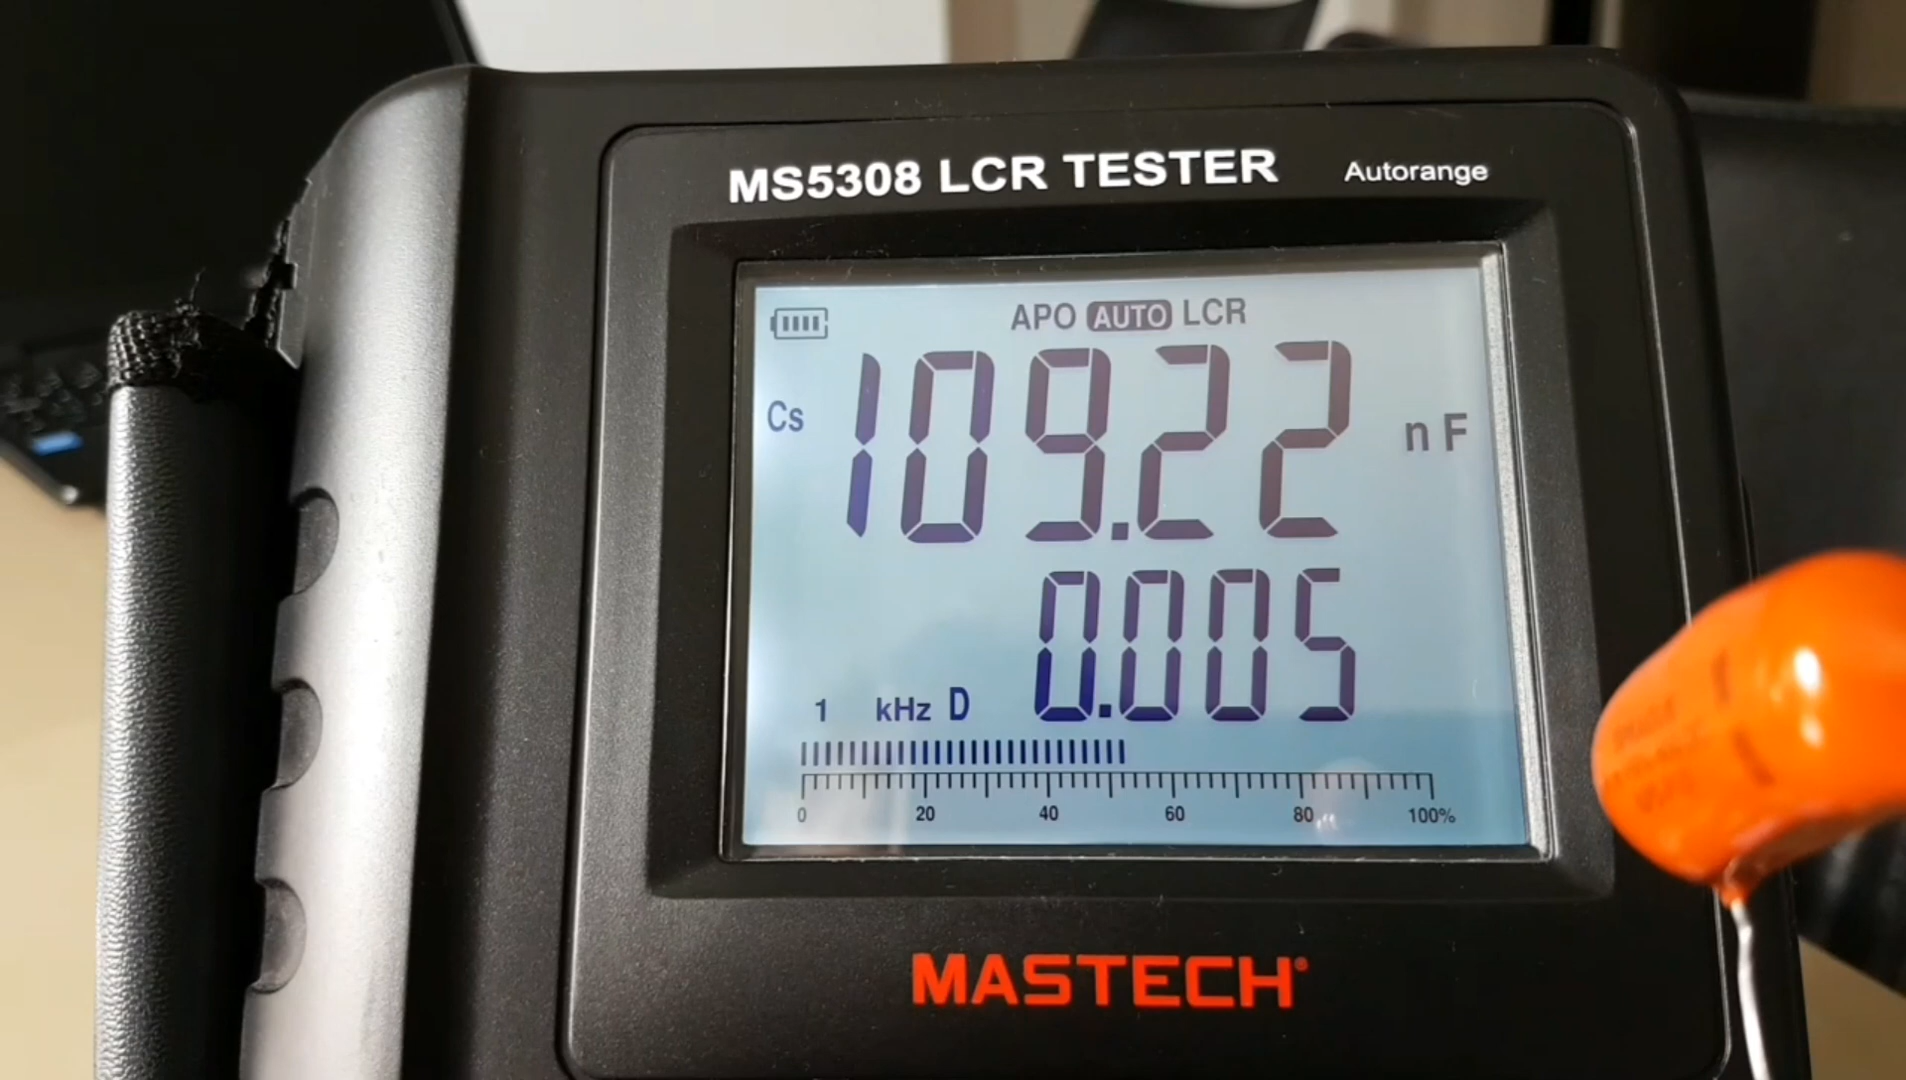 MS5308 LCR TESTER Autorange
APO AUTO LCR
Cs 109.22 nF
1 kHz D 0.005
0 20 40 60 80 100%
MASTECH®